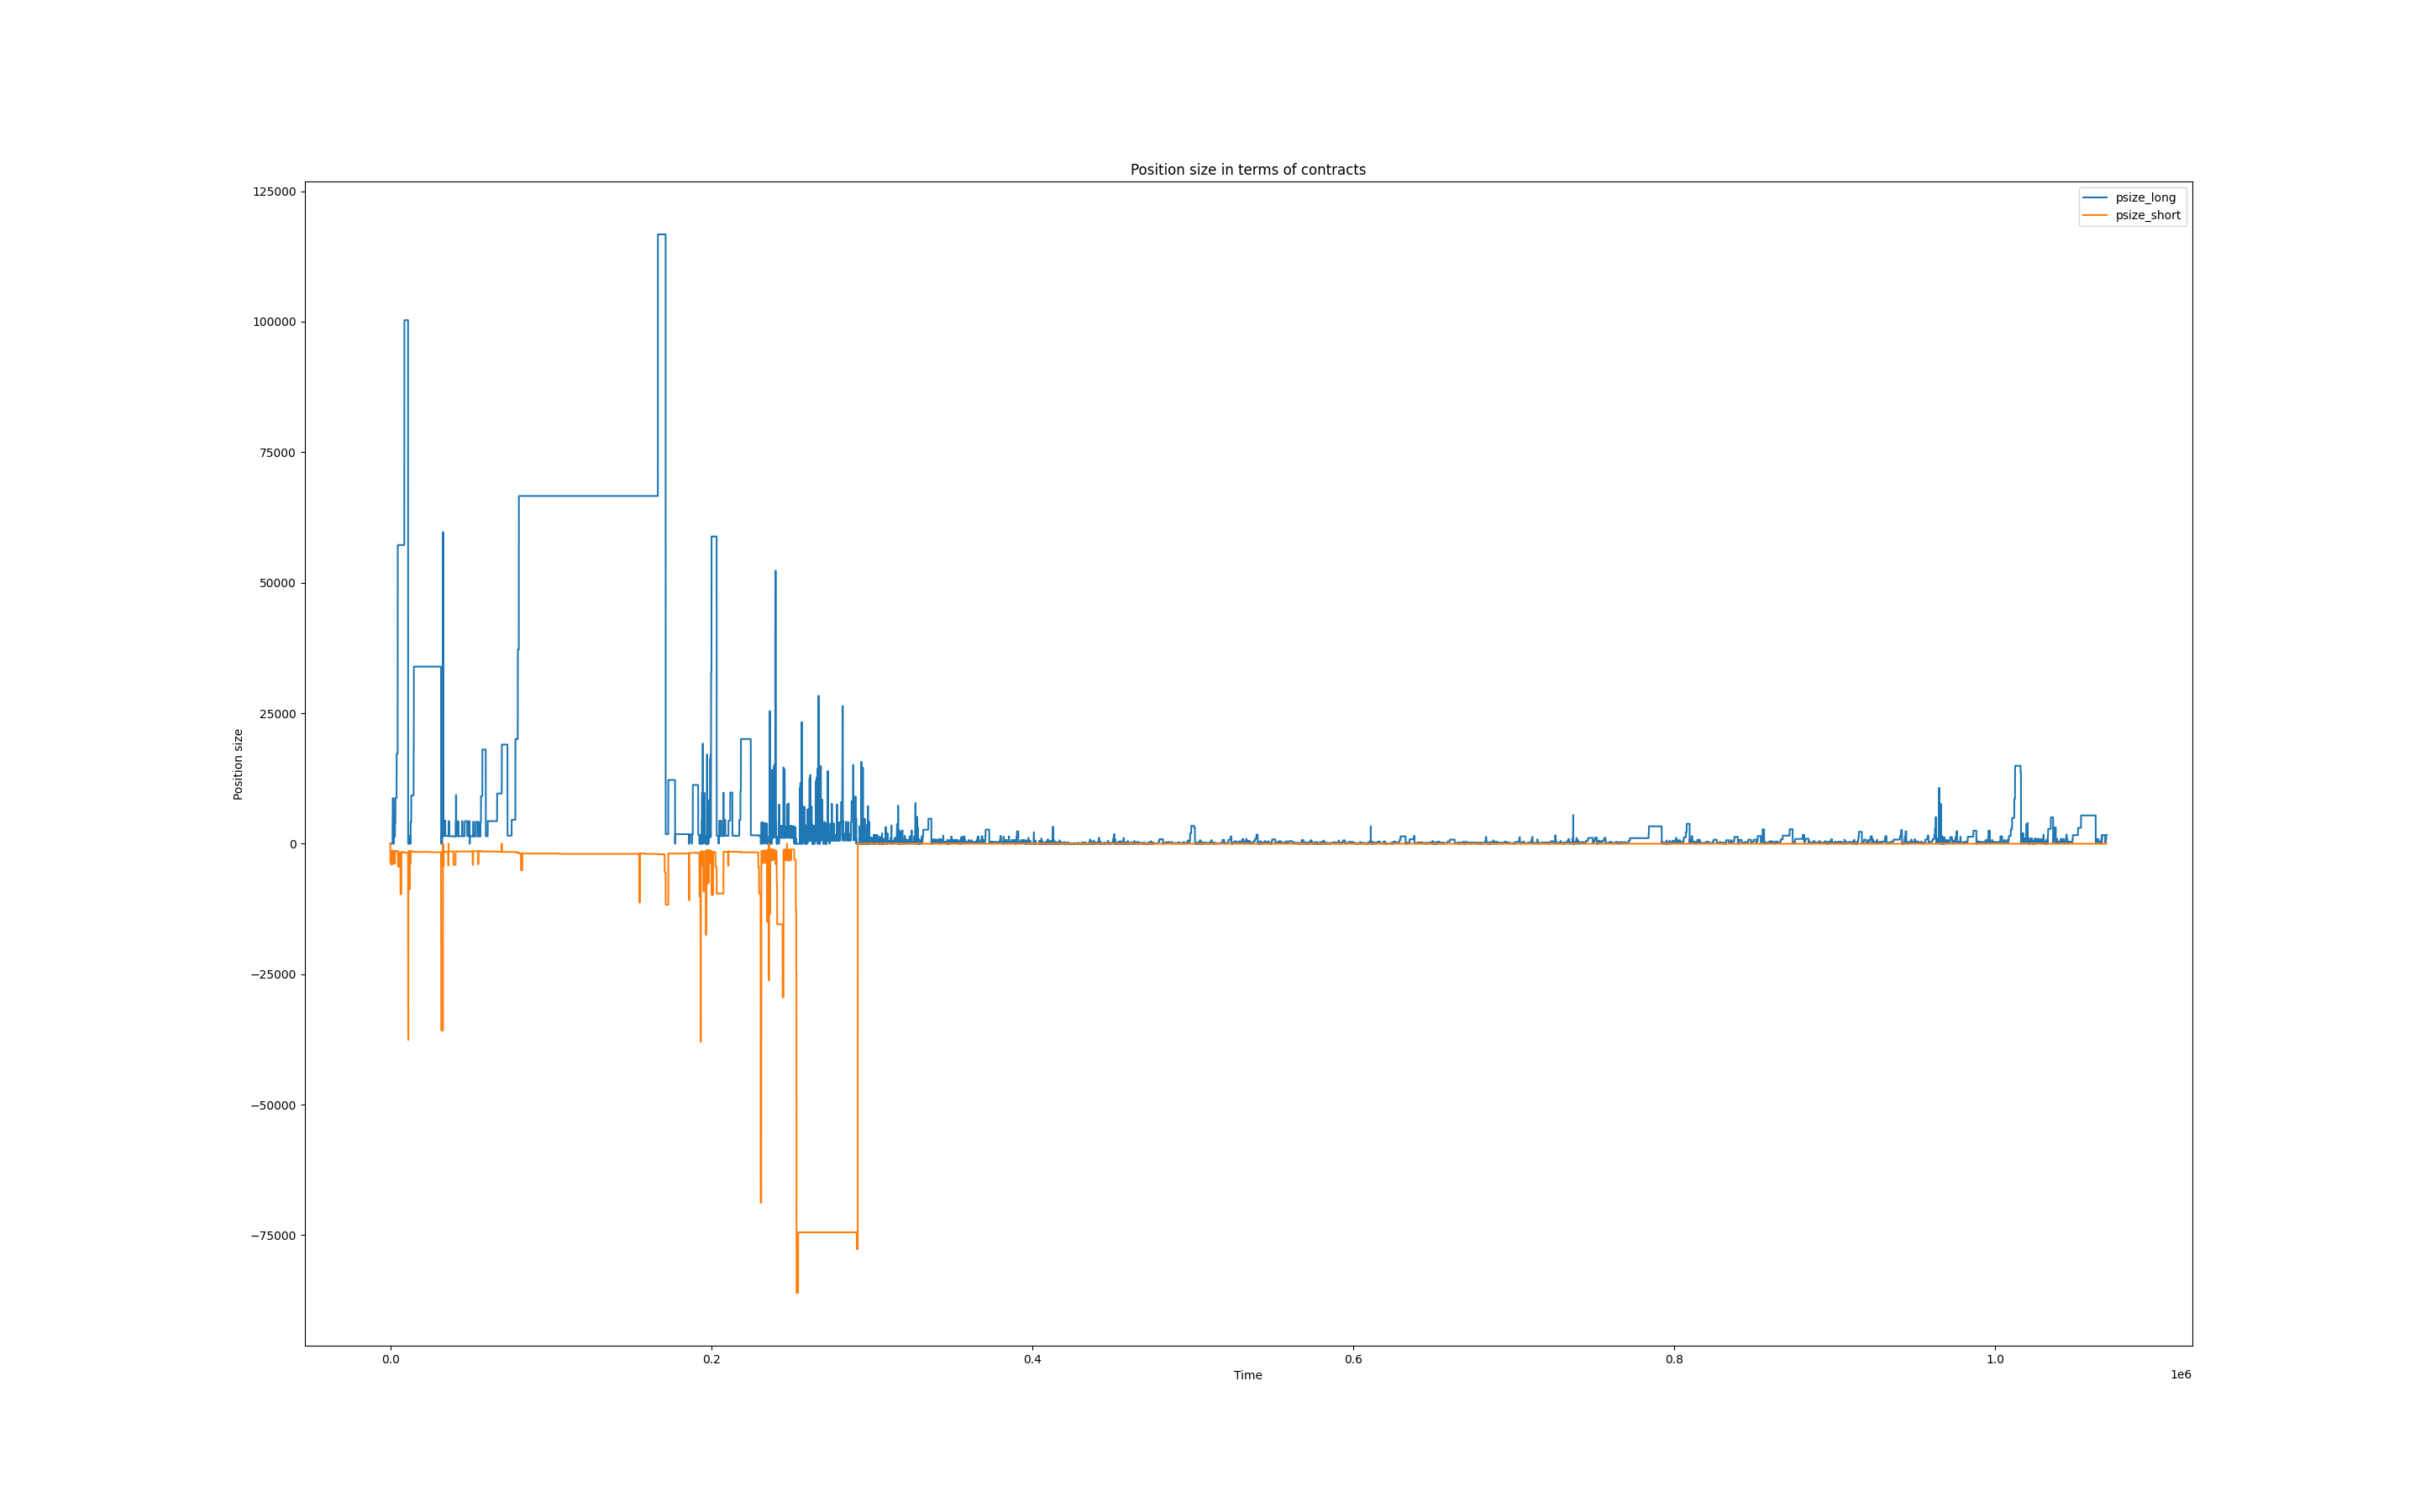 Position size in terms of contracts
psize_long
psize_short
125000
100000
75000
50000
25000
0
−25000
−50000
−75000
Position size
0.0
0.2
0.4
0.6
0.8
1.0
1e6
Time